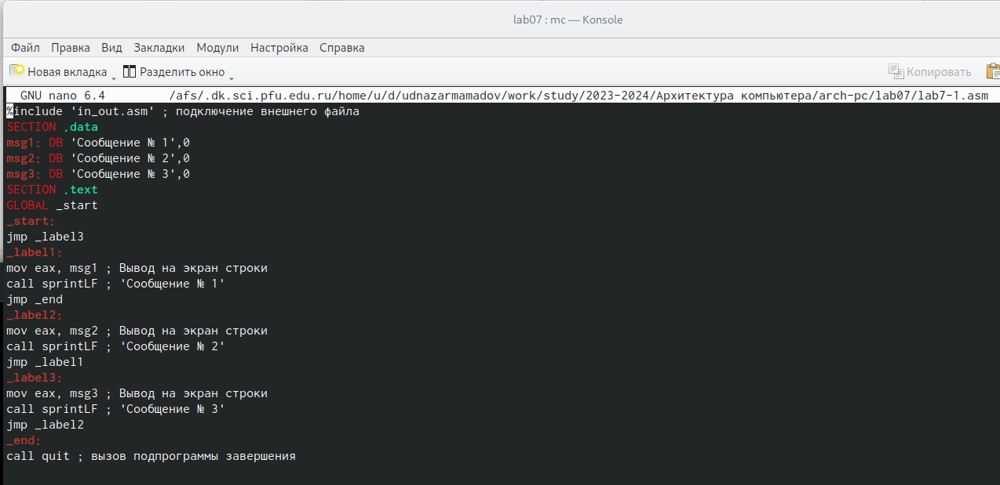 lab07 : mc — Konsole
Файл Правка Вид Закладки Модули Настройка Справка
Новая вкладка Разделить окно Копировать
GNU nano 6.4 /afs/.dk.sci.pfu.edu.ru/home/u/d/udnazarmamadov/work/study/2023-2024/Архитектура компьютера/arch-pc/lab07/lab7-1.asm
%include 'in_out.asm' ; подключение внешнего файла
SECTION .data
msg1: DB 'Сообщение № 1',0
msg2: DB 'Сообщение № 2',0
msg3: DB 'Сообщение № 3',0
SECTION .text
GLOBAL _start
_start:
jmp _label3
_label1:
mov eax, msg1 ; Вывод на экран строки
call sprintLF ; 'Сообщение № 1'
jmp _end
_label2:
mov eax, msg2 ; Вывод на экран строки
call sprintLF ; 'Сообщение № 2'
jmp _label1
_label3:
mov eax, msg3 ; Вывод на экран строки
call sprintLF ; 'Сообщение № 3'
jmp _label2
_end:
call quit ; вызов подпрограммы завершения